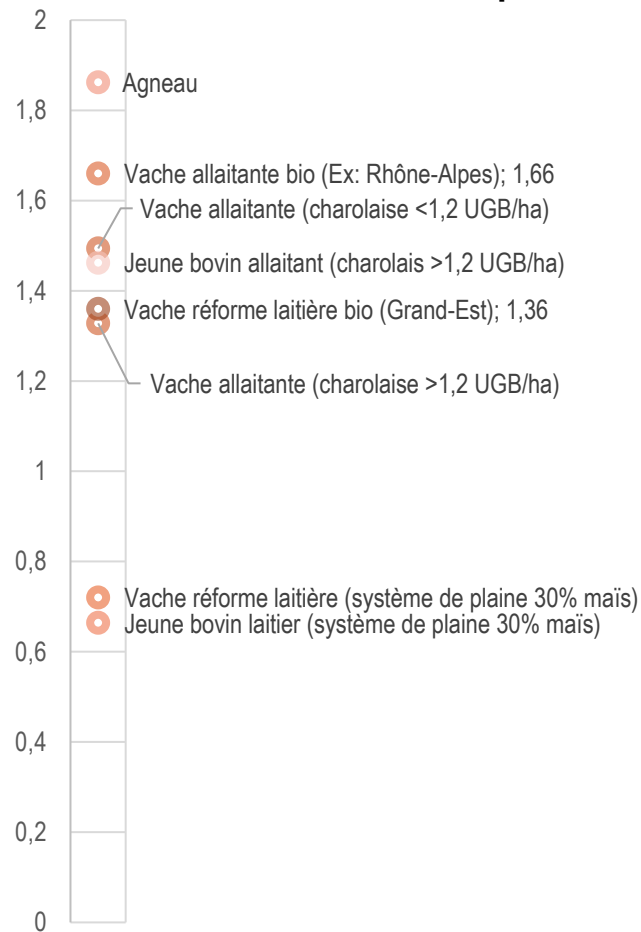 2
Agneau
1,8
Vache allaitante bio (Ex: Rhône-Alpes); 1,66
1,6
Vache allaitante (charolaise <1,2 UGB/ha)
Jeune bovin allaitant (charolais >1,2 UGB/ha)
1,4
Vache réforme laitière bio (Grand-Est); 1,36
1,2
Vache allaitante (charolaise >1,2 UGB/ha)
1
0,8
Vache réforme laitière (système de plaine 30% maïs)
Jeune bovin laitier (système de plaine 30% maïs)
0,6
0,4
0,2
0